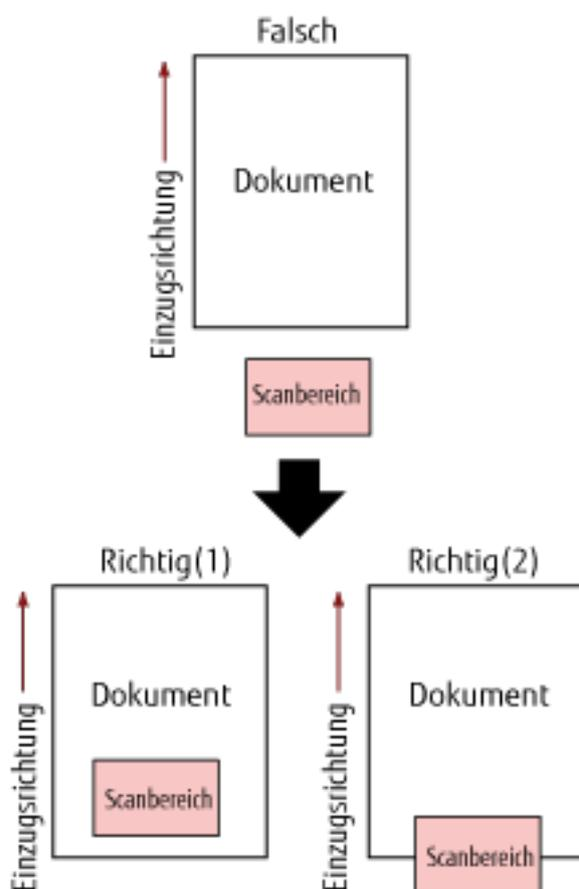 Falsch
Dokument
Einzugsrichtung
Scanbereich
Richtig(1)
Richtig(2)
Dokument
Einzugsrichtung
Scanbereich
Dokument
Einzugsrichtung
Scanbereich